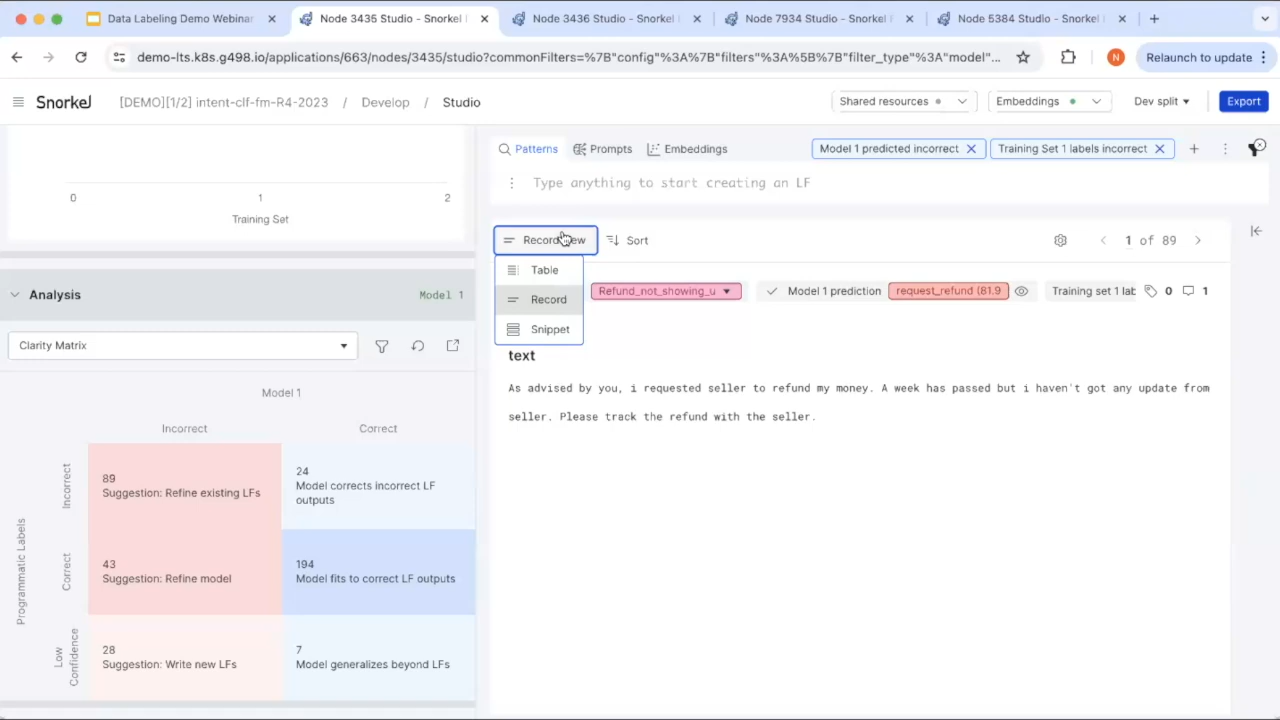 Data Labeling Demo Webinar
Node 3435 Studio - Snorkel
Node 3436 Studio - Snorkel
Node 7934 Studio - Snorkel
Node 5384 Studio - Snorkel
demo-lts.k8s.g498.io/applications/663/nodes/3435/studio?commonFilters=%7B"config"%3A%7B"filters"%3A%5B%7B"filter_type"%3A"model"...
N
Relaunch to update
Snorkel
[DEMO][1/2] intent-clf-fm-R4-2023 / Develop / Studio
Shared resources
Embeddings
Dev split
Export
Patterns
Prompts
Embeddings
Model 1 predicted incorrect
Training Set 1 labels incorrect
Type anything to start creating an LF
0 1 2
Training Set
Record
Sort
1 of 89
Table
Record
Snippet
Refund_not_showing_u
Model 1 prediction
request_refund (81.9
Training set 1 lab
0
1
text
As advised by you, i requested seller to refund my money. A week has passed but i haven't got any update from
seller. Please track the refund with the seller.
Analysis
Model 1
Clarity Matrix
Model 1
Incorrect
Correct
Programmatic Labels
Incorrect
89
Suggestion: Refine existing LFs
24
Model corrects incorrect LF
outputs
Correct
43
Suggestion: Refine model
194
Model fits to correct LF outputs
Low
Confidence
28
Suggestion: Write new LFs
7
Model generalizes beyond LFs